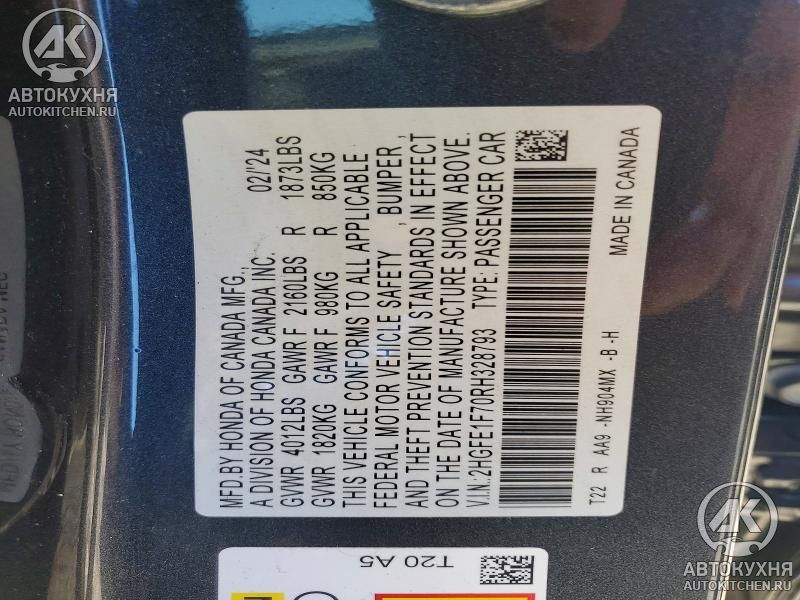 АВТОКУХНЯ
AUTOKITCHEN.RU
MFD.BY HONDA OF CANADA MFG., 02/'24
A DIVISION OF HONDA CANADA INC.
GVWR 4012LBS GAWR F 2160LBS R 1873LBS
GVWR 1820KG GAWR F 980KG R 850KG
THIS VEHICLE CONFORMS TO ALL APPLICABLE
FEDERAL MOTOR VEHICLE SAFETY , BUMPER ,
AND THEFT PREVENTION STANDARDS IN EFFECT
ON THE DATE OF MANUFACTURE SHOWN ABOVE.
V.I.N.:2HGFE1F70RH328793 TYPE: PASSENGER CAR
T22 R AA9 -NH904MX -B -H MADE IN CANADA
T20 A5
АВТОКУХНЯ
AUTOKITCHEN.RU